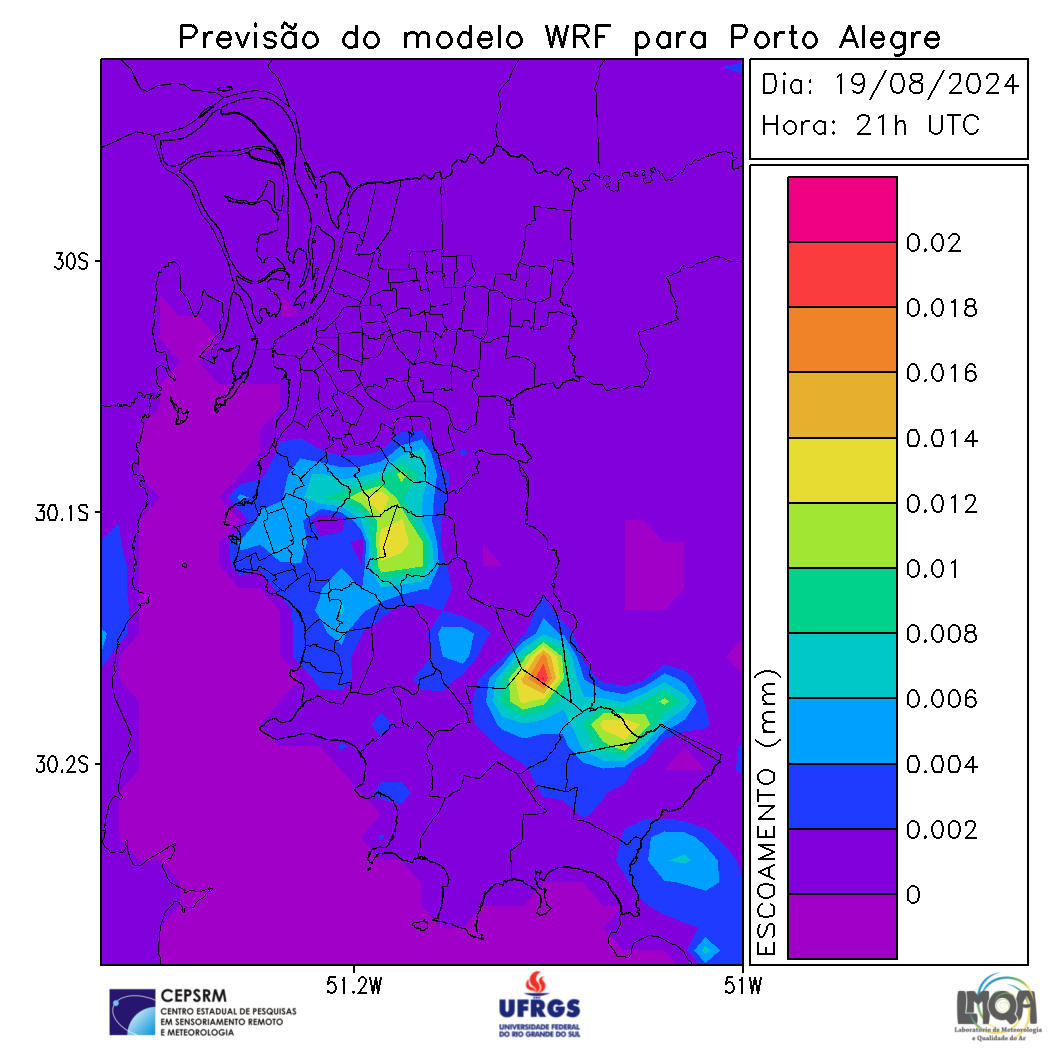 Previsão do modelo WRF para Porto Alegre
Dia: 19/08/2024
Hora: 21h UTC
0.02
0.018
0.016
0.014
0.012
0.01
0.008
0.006
0.004
0.002
0
ESCOAMENTO (mm)
30S
30.1S
30.2S
51.2W
51W
CEPSRM
CENTRO ESTADUAL DE PESQUISAS
EM SENSORIAMENTO REMOTO
E METEOROLOGIA
UFRGS
UNIVERSIDADE FEDERAL
DO RIO GRANDE DO SUL
LMQA
Laboratório de Meteorologia
e Qualidade do Ar